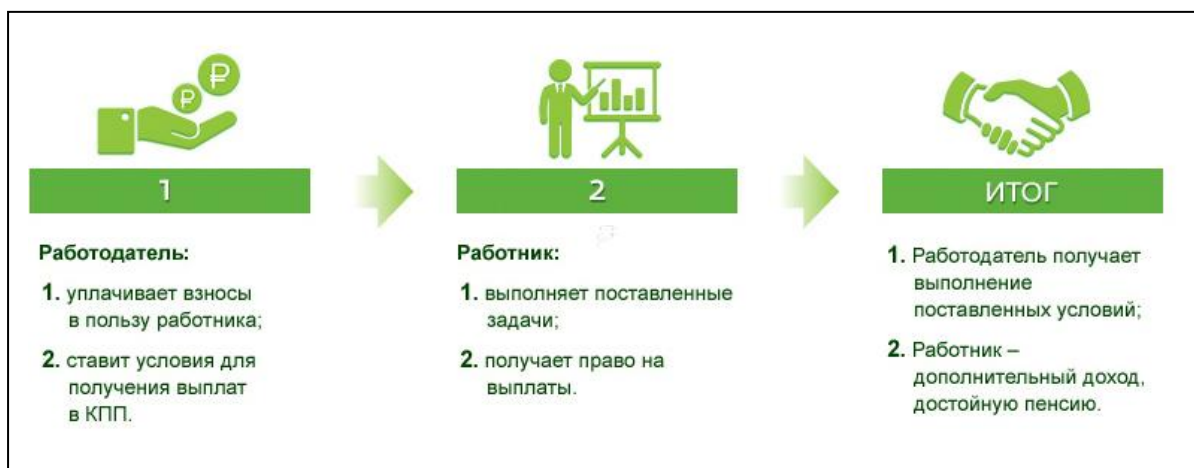 1
Работодатель:
1. уплачивает взносы
в пользу работника;
2. ставит условия для
получения выплат
в КПП.
2
Работник:
1. выполняет поставленные
задачи;
2. получает право на
выплаты.
ИТОГ
1. Работодатель получает
выполнение
поставленных условий;
2. Работник –
дополнительный доход,
достойную пенсию.